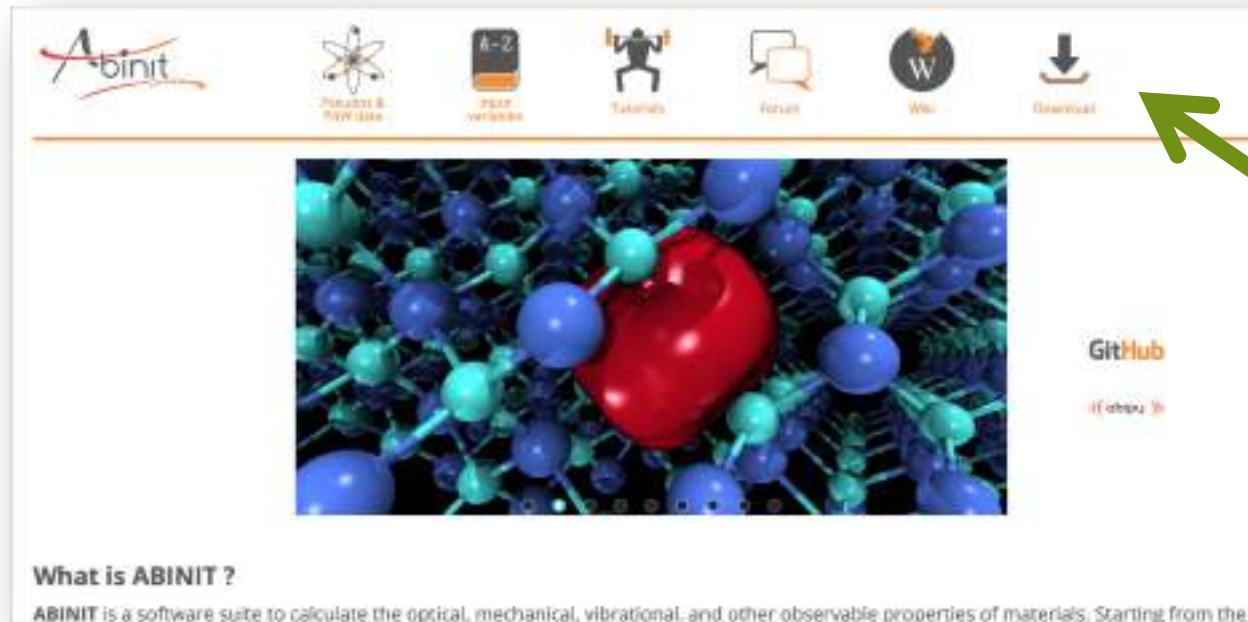 Abinit
Pseudos & PAW data
A-Z
Input variables
Tutorials
Forum
W
Wiki
Download
GitHub
abipy
What is ABINIT ?
ABINIT is a software suite to calculate the optical, mechanical, vibrational, and other observable properties of materials. Starting from the